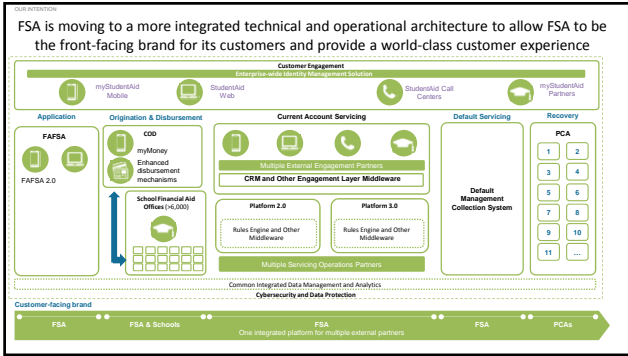 OUR INTENTION
FSA is moving to a more integrated technical and operational architecture to allow FSA to be
the front-facing brand for its customers and provide a world-class customer experience
Customer Engagement
Enterprise-wide Identity Management Solution
myStudentAid
Mobile
StudentAid
Web
StudentAid Call
Centers
myStudentAid
Partners
Application
FAFSA
FAFSA 2.0
Origination & Disbursement
COD
myMoney
Enhanced
disbursement
mechanisms
School Financial Aid
Offices (>6,000)
Current Account Servicing
Multiple External Engagement Partners
CRM and Other Engagement Layer Middleware
Platform 2.0
Rules Engine and Other
Middleware
Platform 3.0
Rules Engine and Other
Middleware
Multiple Servicing Operations Partners
Default Servicing
Default
Management
Collection System
Recovery
PCA
1 2
3 4
5 6
7 8
9 10
11 ...
Common Integrated Data Management and Analytics
Cybersecurity and Data Protection
Customer-facing brand
FSA
FSA & Schools
FSA
One integrated platform for multiple external partners
FSA
PCAs